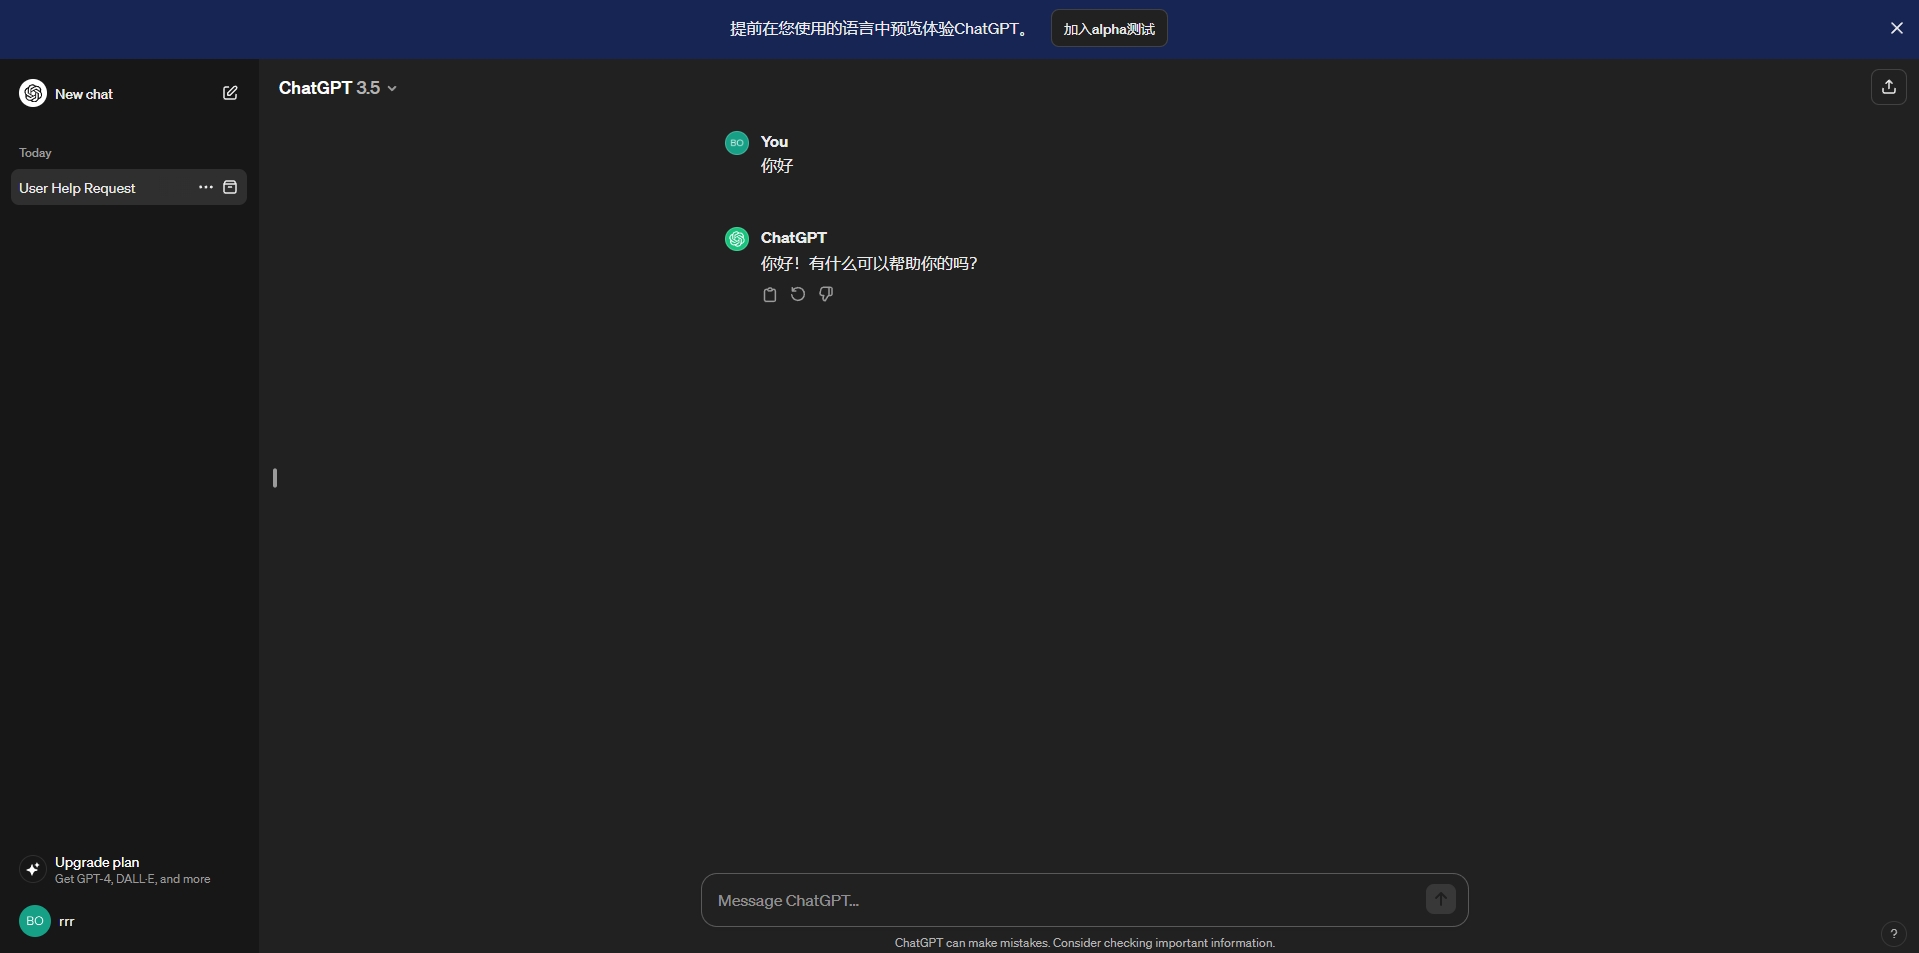 提前在您使用的语言中预览体验ChatGPT。
加入alpha测试
New chat
Today
User Help Request
Upgrade plan
Get GPT-4, DALL·E, and more
BO
rrr
ChatGPT 3.5
BO
You
你好
ChatGPT
你好！有什么可以帮助你的吗？
Message ChatGPT...
ChatGPT can make mistakes. Consider checking important information.
?